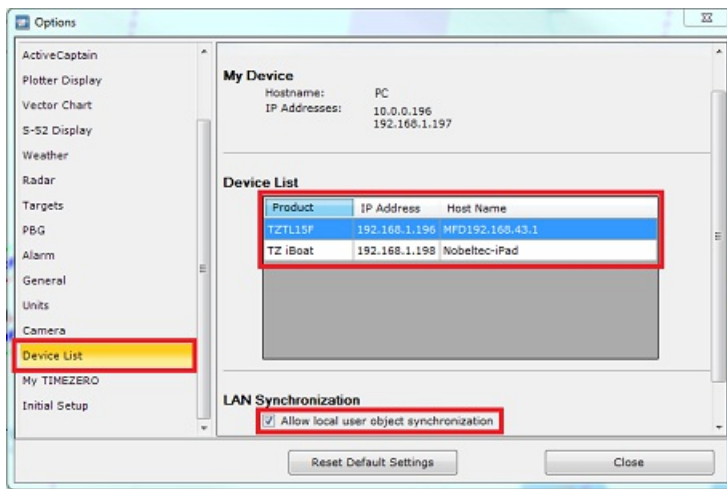 Options
ActiveCaptain
Plotter Display
Vector Chart
S-52 Display
Weather
Radar
Targets
PBG
Alarm
General
Units
Camera
Device List
My TIMEZERO
Initial Setup
My Device
Hostname: PC
IP Addresses: 10.0.0.196
192.168.1.197
Device List
Product IP Address Host Name
TZTL15F 192.168.1.196 MFD192.168.43.1
TZ iBoat 192.168.1.198 Nobeltec-iPad
LAN Synchronization
Allow local user object synchronization
Reset Default Settings Close